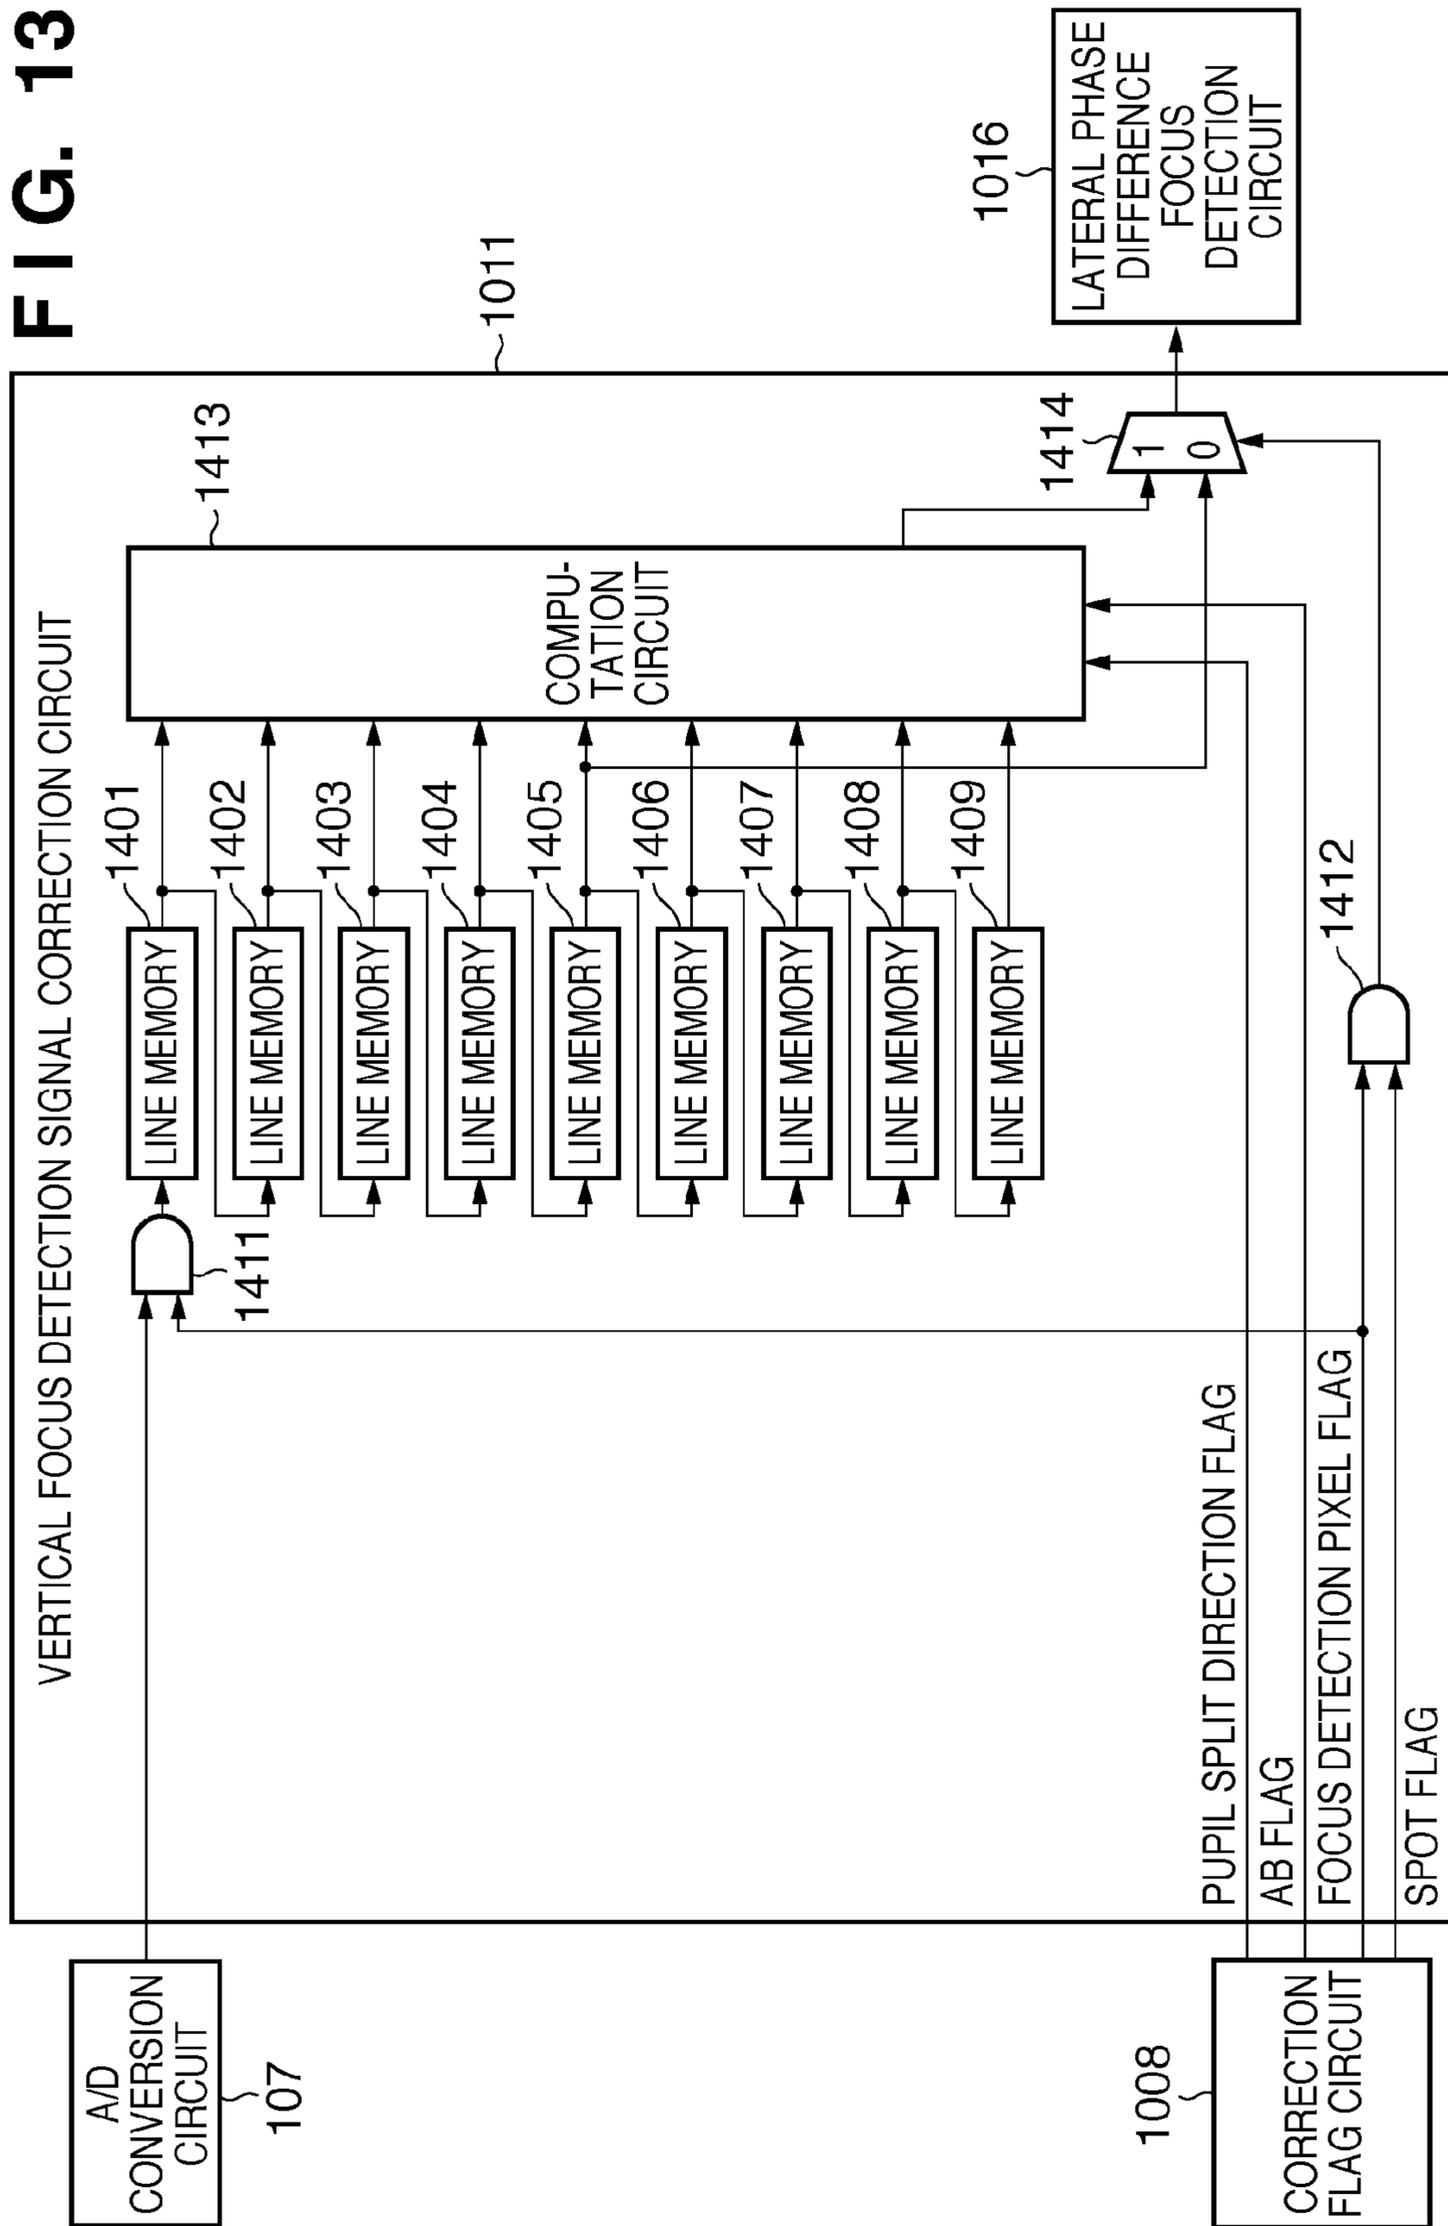 FIG. 13
VERTICAL FOCUS DETECTION SIGNAL CORRECTION CIRCUIT
1011
A/D
CONVERSION
CIRCUIT
107
1411
LINE MEMORY
1401
LINE MEMORY
1402
LINE MEMORY
1403
LINE MEMORY
1404
LINE MEMORY
1405
LINE MEMORY
1406
LINE MEMORY
1407
LINE MEMORY
1408
LINE MEMORY
1409
COMPU-
TATION
CIRCUIT
1413
1414
1
0
1016
LATERAL PHASE
DIFFERENCE
FOCUS
DETECTION
CIRCUIT
1412
1008
CORRECTION
FLAG CIRCUIT
PUPIL SPLIT DIRECTION FLAG
AB FLAG
FOCUS DETECTION PIXEL FLAG
SPOT FLAG